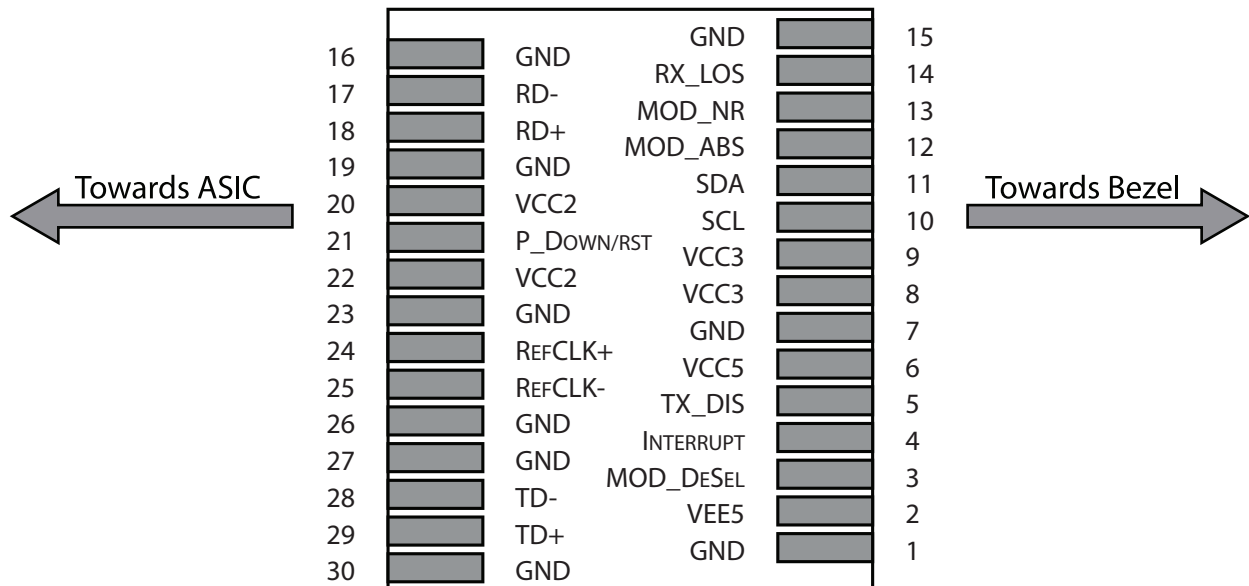 GND 15
16 GND
RX_LOS 14
17 RD-
MOD_NR 13
18 RD+
MOD_ABS 12
19 GND
Towards ASIC
SDA 11
Towards Bezel
20 VCC2
SCL 10
21 P_DOWN/RST
VCC3 9
22 VCC2
VCC3 8
23 GND
GND 7
24 REFCLK+
VCC5 6
25 REFCLK-
TX_DIS 5
26 GND
INTERRUPT 4
27 GND
MOD_DESEL 3
28 TD-
VEE5 2
29 TD+
GND 1
30 GND